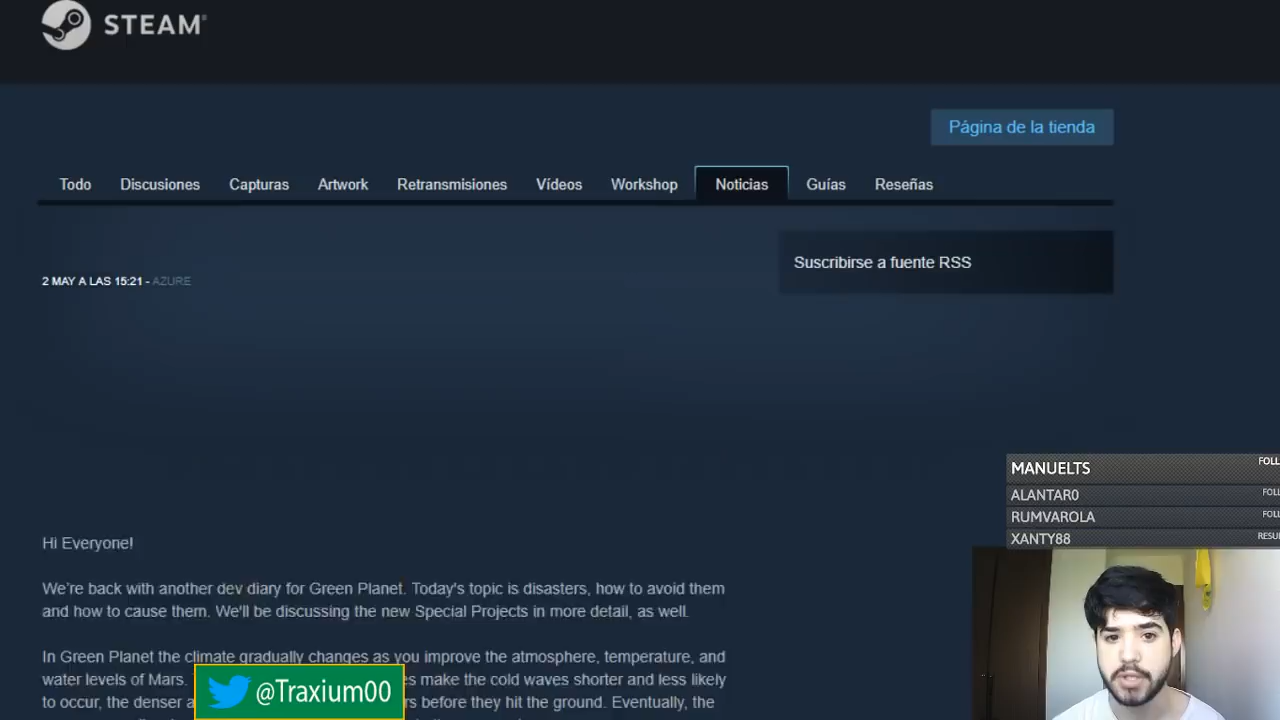 STEAM®
Página de la tienda
Todo Discusiones Capturas Artwork Retransmisiones Vídeos Workshop Noticias Guías Reseñas
Suscribirse a fuente RSS
2 MAY A LAS 15:21 - AZURE
Hi Everyone!
We're back with another dev diary for Green Planet. Today's topic is disasters, how to avoid them
and how to cause them. We'll be discussing the new Special Projects in more detail, as well.
In Green Planet the climate gradually changes as you improve the atmosphere, temperature, and
water levels of Mars. make the cold waves shorter and less likely
to occur, the denser before they hit the ground. Eventually, the
@Traxium00
MANUELTS FOLL
ALANTAR0 FOLL
RUMVAROLA FOLL
XANTY88 RESU